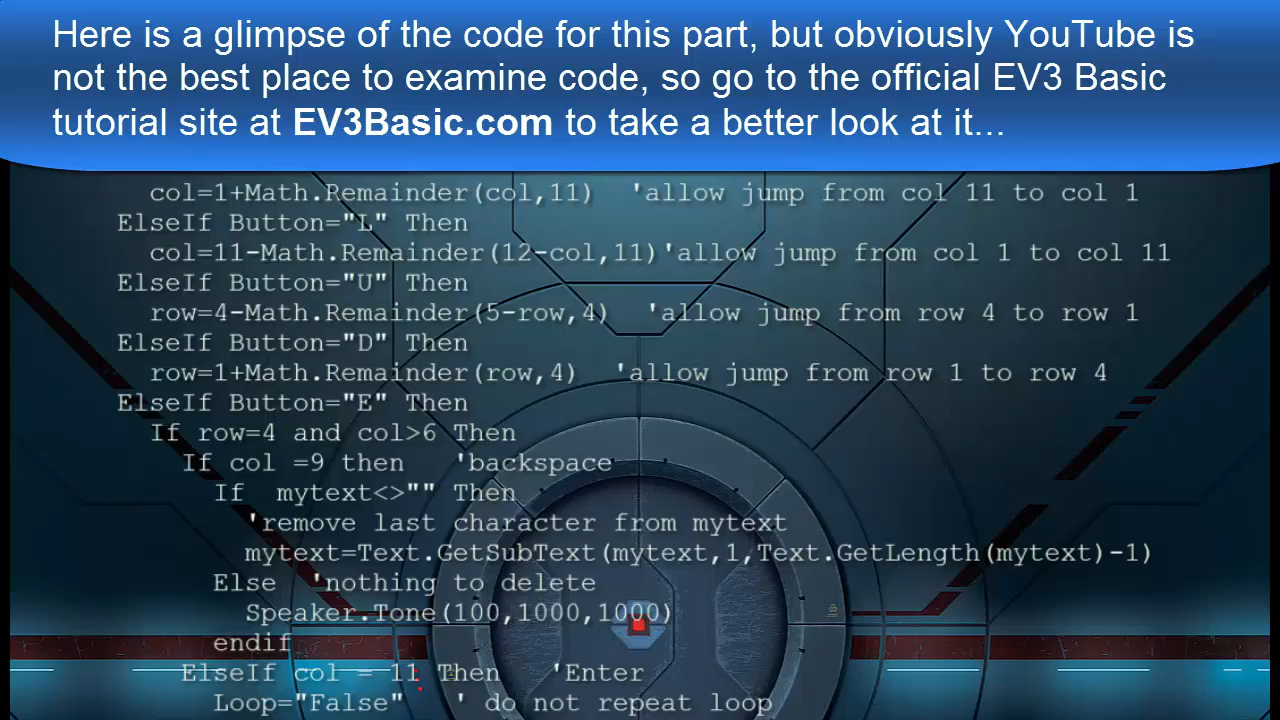 Here is a glimpse of the code for this part, but obviously YouTube is
not the best place to examine code, so go to the official EV3 Basic
tutorial site at EV3Basic.com to take a better look at it...
col=1+Math.Remainder(col,11)  'allow jump from col 11 to col 1
ElseIf Button="L" Then
col=11-Math.Remainder(12-col,11)'allow jump from col 1 to col 11
ElseIf Button="U" Then
row=4-Math.Remainder(5-row,4)  'allow jump from row 4 to row 1
ElseIf Button="D" Then
row=1+Math.Remainder(row,4)  'allow jump from row 1 to row 4
ElseIf Button="E" Then
If row=4 and col>6 Then
If col =9 then   'backspace
If  mytext<>"" Then
'remove last character from mytext
mytext=Text.GetSubText(mytext,1,Text.GetLength(mytext)-1)
Else  'nothing to delete
Speaker.Tone(100,1000,1000)
endif
ElseIf col = 11 Then   'Enter
Loop="False"   ' do not repeat loop